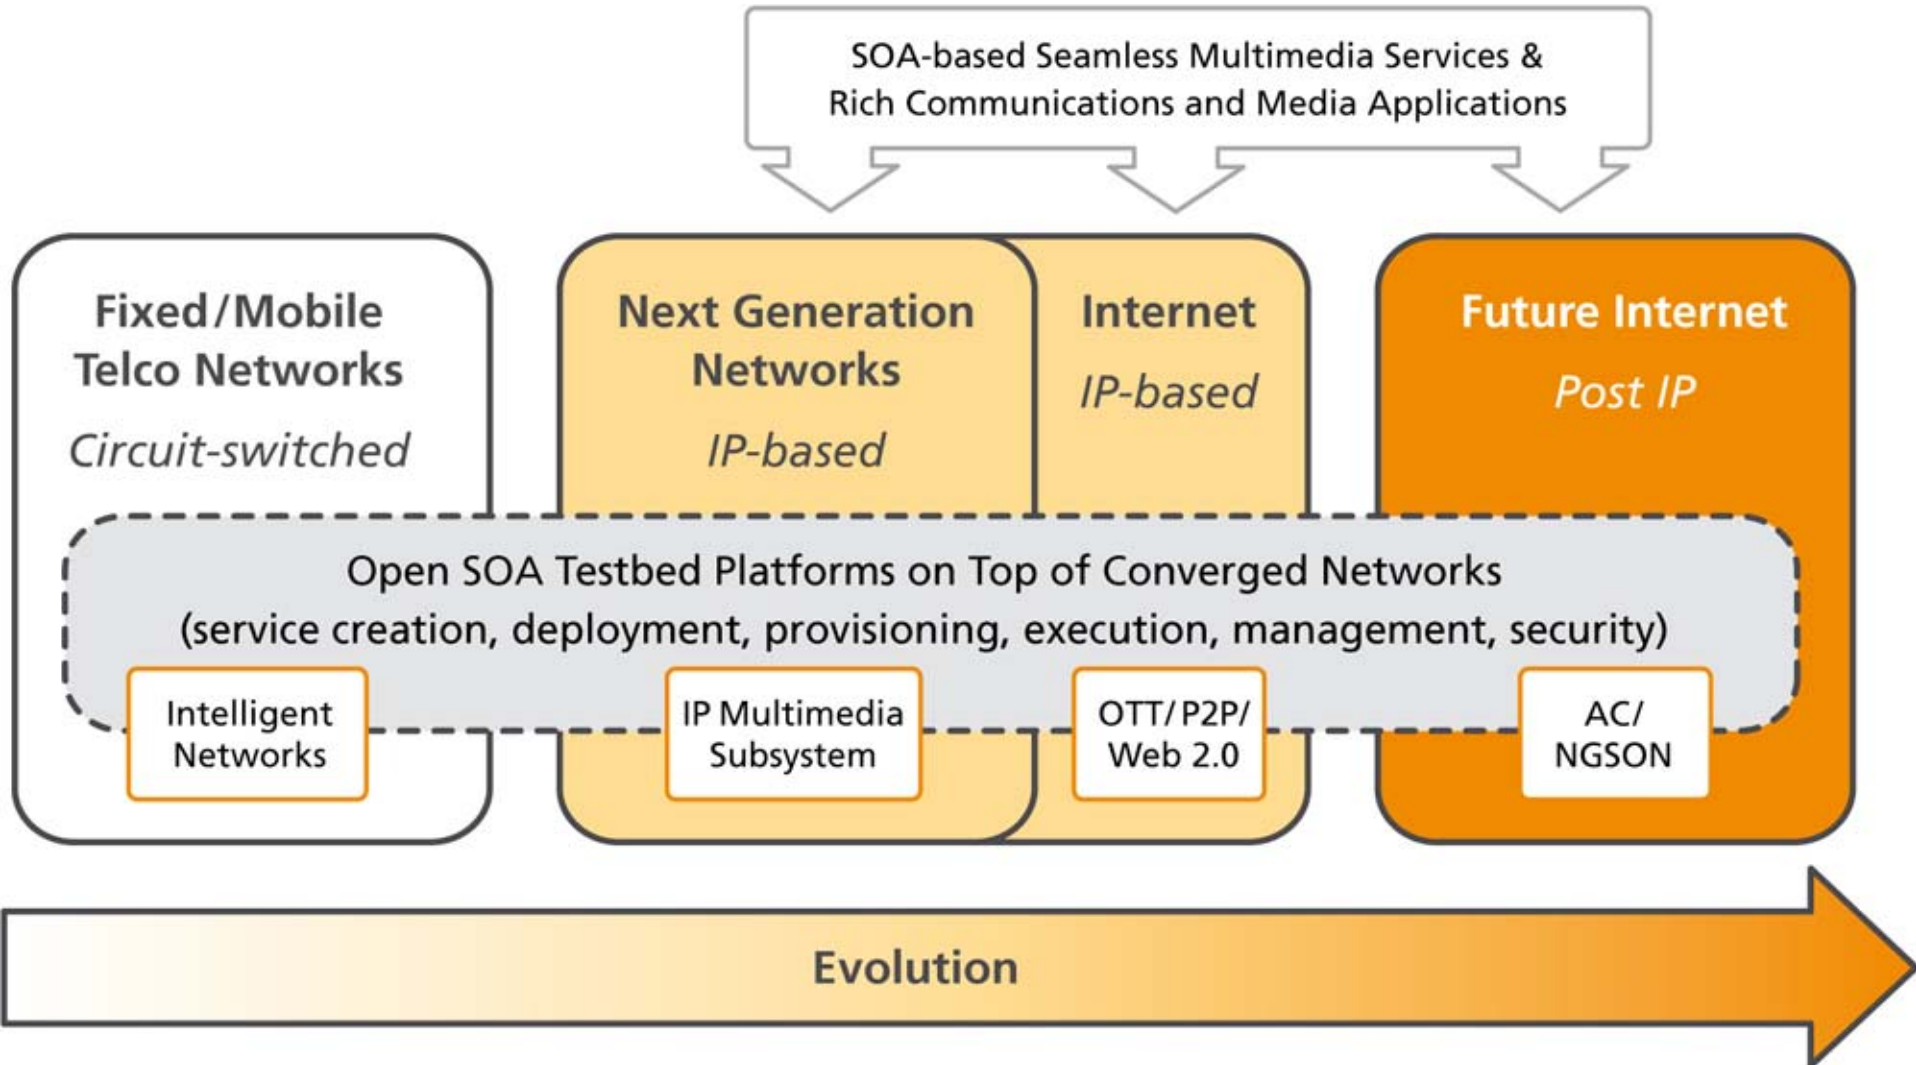 SOA-based Seamless Multimedia Services &
Rich Communications and Media Applications
Fixed/Mobile
Telco Networks
Circuit-switched
Next Generation
Networks
IP-based
Internet
IP-based
Future Internet
Post IP
Open SOA Testbed Platforms on Top of Converged Networks
(service creation, deployment, provisioning, execution, management, security)
Intelligent
Networks
IP Multimedia
Subsystem
OTT/P2P/
Web 2.0
AC/
NGSON
Evolution